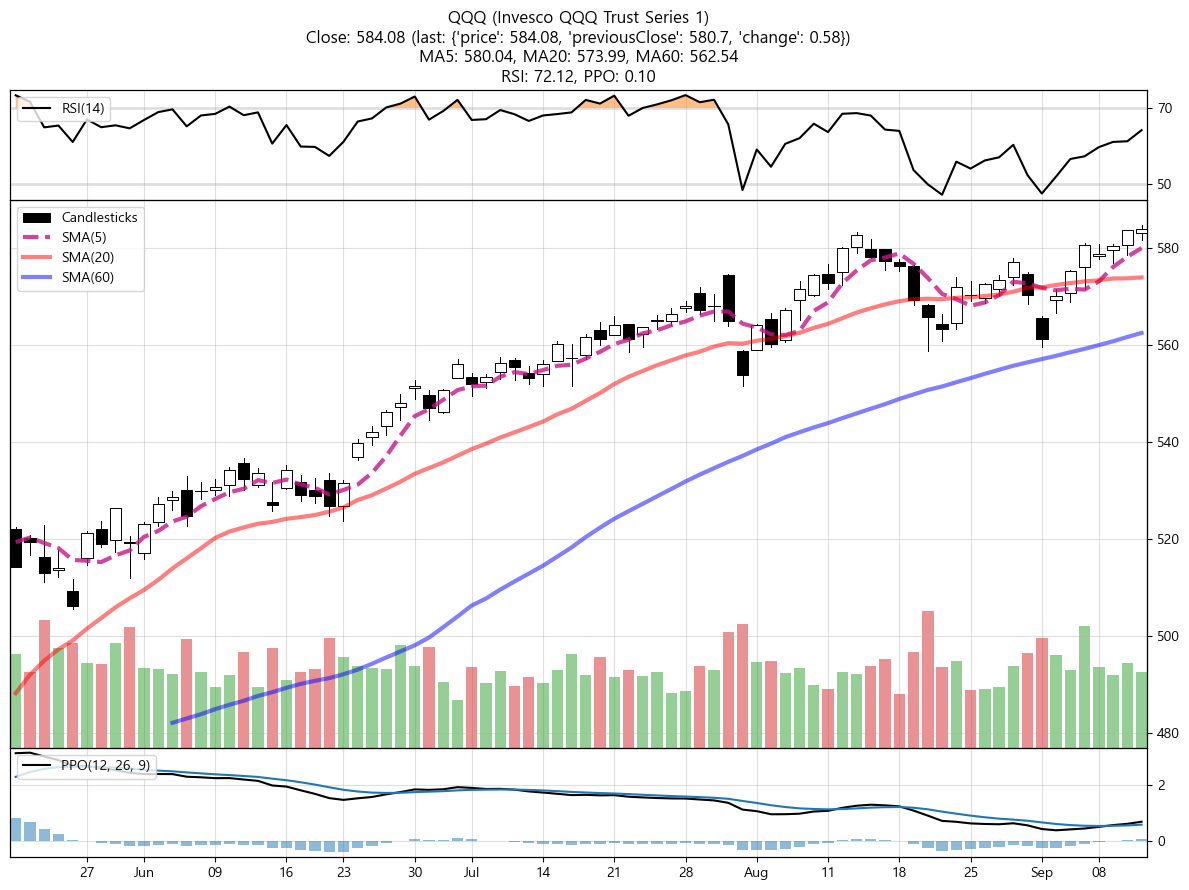 QQQ (Invesco QQQ Trust Series 1)
Close: 584.08 (last: {'price': 584.08, 'previousClose': 580.7, 'change': 0.58})
MA5: 580.04, MA20: 573.99, MA60: 562.54
RSI: 72.12, PPO: 0.10
RSI(14)
70
50
Candlesticks
SMA(5)
SMA(20)
SMA(60)
580
560
540
520
500
480
PPO(12, 26, 9)
2
0
27 Jun 09 16 23 30 Jul 14 21 28 Aug 11 18 25 Sep 08